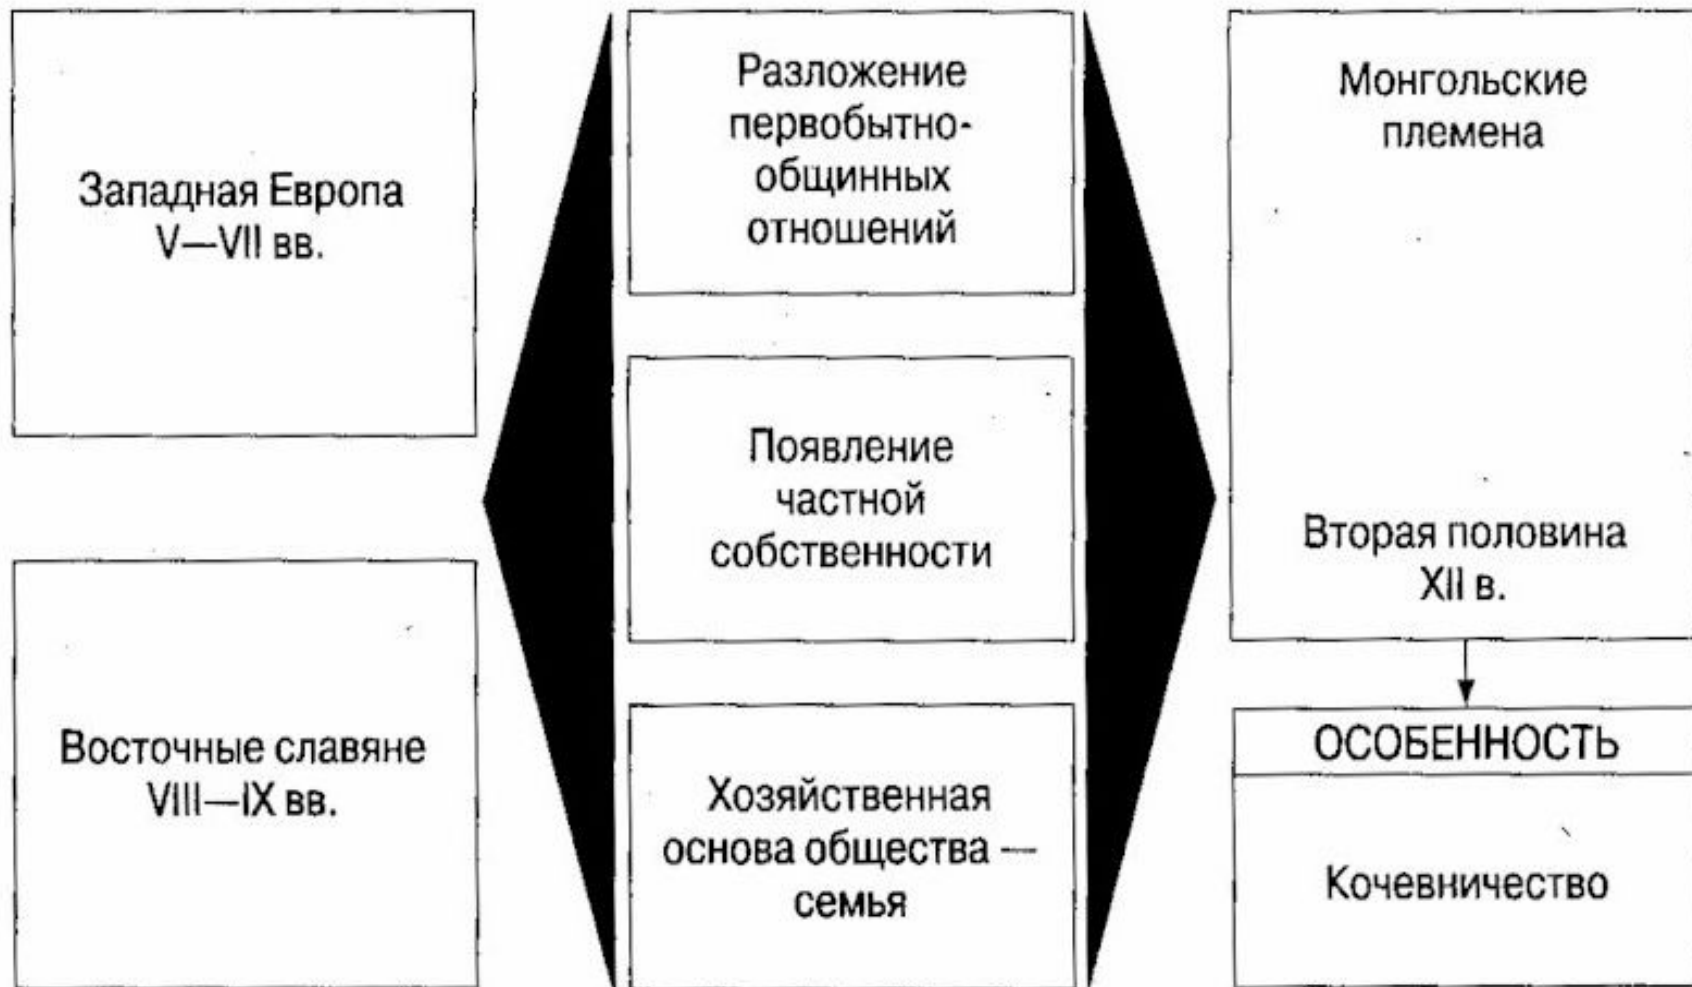 Западная Европа
V—VII вв.
Восточные славяне
VIII—IX вв.
Разложение
первобытно-
общинных
отношений
Появление
частной
собственности
Хозяйственная
основа общества —
семья
Монгольские
племена
Вторая половина
XII в.
ОСОБЕННОСТЬ
Кочевничество